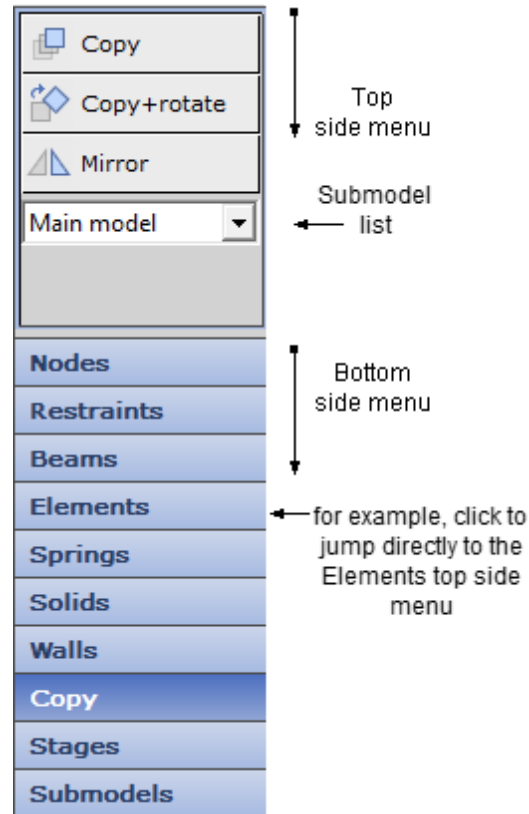 Copy
Copy+rotate
Mirror
Main model
Top
side menu
Submodel
list
Nodes
Restraints
Beams
Elements
Springs
Solids
Walls
Copy
Stages
Submodels
Bottom
side menu
for example, click to
jump directly to the
Elements top side
menu